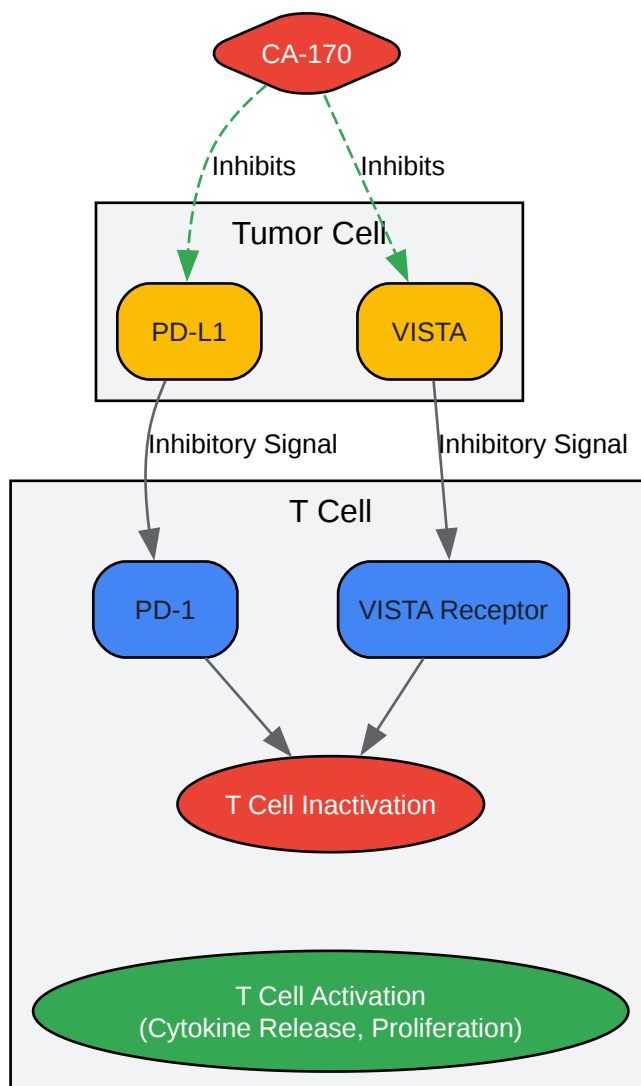 CA-170
Inhibits
Inhibits
Tumor Cell
PD-L1
VISTA
Inhibitory Signal
Inhibitory Signal
T Cell
PD-1
VISTA Receptor
T Cell Inactivation
T Cell Activation
(Cytokine Release, Proliferation)